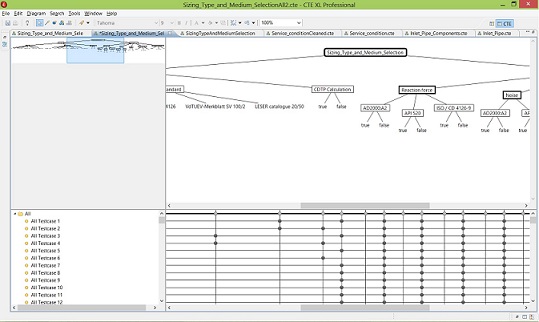 Sizing_Type_and_Medium_SelectionAll2.cte - CTE XL Professional
File Edit Diagram Search Tools Window Help
Tahoma
100%
CTE
Sizing_Type_and_Medium_Sele
*Sizing_Type_and_Medium_Sel
SizingTypeAndMediumSelection
Service_conditionCleaned.cte
Service_condition.cte
Inlet_Pipe_Components.cte
Inlet_Pipe.cte
Sizing_Type_and_Medium_Selection
andard
CDTP Calculation
Reaction force
Noise
4126
VdTUEV-Merkblatt SV 100/2
LESER catalogue 20/50
true false
AD2000:A2
API 520
ISO / CD 4126-9
AD2000:A2
AF
true false
true false
true false
true false
All
All Testcase 1
All Testcase 2
All Testcase 3
All Testcase 4
All Testcase 5
All Testcase 6
All Testcase 7
All Testcase 8
All Testcase 9
All Testcase 10
All Testcase 11
All Testcase 12